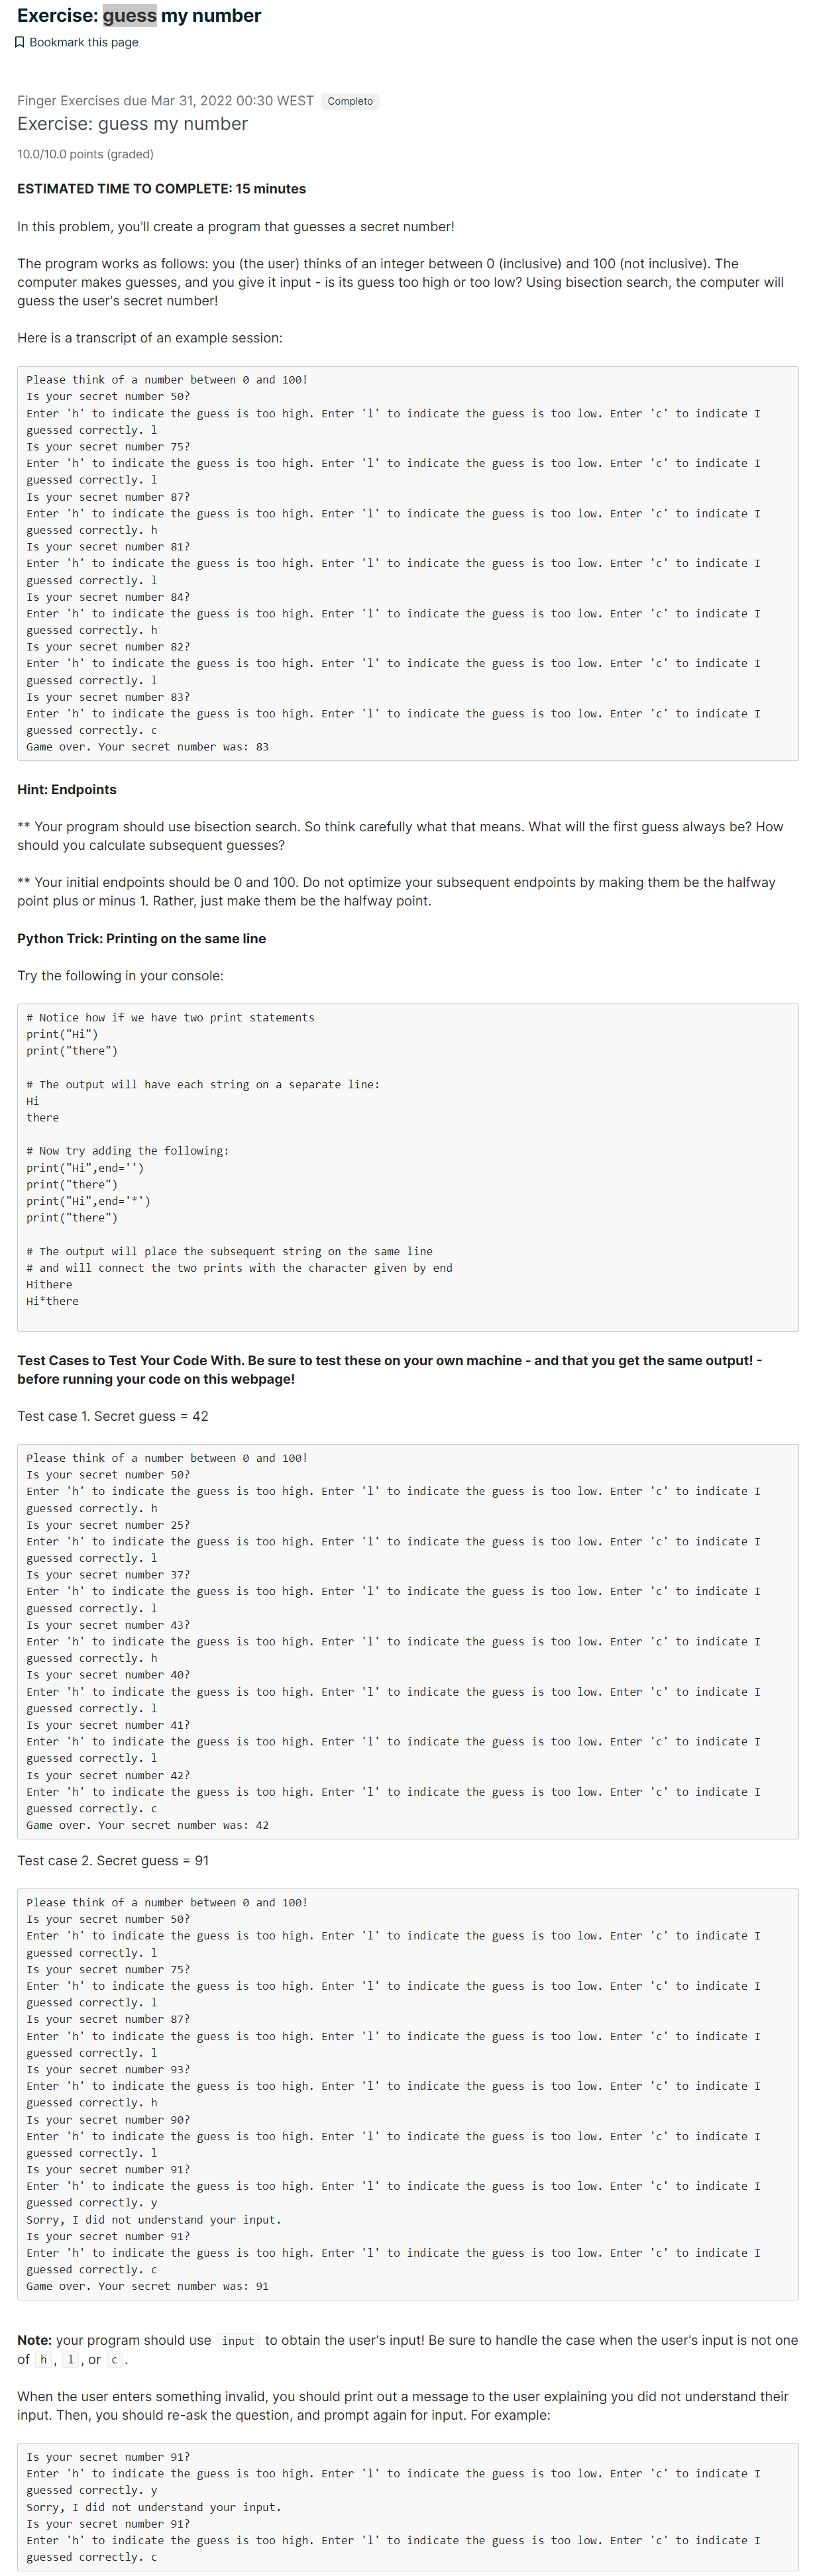 Exercise: guess my number
Bookmark this page
Finger Exercises due Mar 31, 2022 00:30 WEST Completo
Exercise: guess my number
10.0/10.0 points (graded)
ESTIMATED TIME TO COMPLETE: 15 minutes
In this problem, you'll create a program that guesses a secret number!
The program works as follows: you (the user) thinks of an integer between 0 (inclusive) and 100 (not inclusive). The
computer makes guesses, and you give it input - is its guess too high or too low? Using bisection search, the computer will
guess the user's secret number!
Here is a transcript of an example session:
Please think of a number between 0 and 100!
Is your secret number 50?
Enter 'h' to indicate the guess is too high. Enter 'l' to indicate the guess is too low. Enter 'c' to indicate I
guessed correctly. l
Is your secret number 75?
Enter 'h' to indicate the guess is too high. Enter 'l' to indicate the guess is too low. Enter 'c' to indicate I
guessed correctly. l
Is your secret number 87?
Enter 'h' to indicate the guess is too high. Enter 'l' to indicate the guess is too low. Enter 'c' to indicate I
guessed correctly. h
Is your secret number 81?
Enter 'h' to indicate the guess is too high. Enter 'l' to indicate the guess is too low. Enter 'c' to indicate I
guessed correctly. l
Is your secret number 84?
Enter 'h' to indicate the guess is too high. Enter 'l' to indicate the guess is too low. Enter 'c' to indicate I
guessed correctly. h
Is your secret number 82?
Enter 'h' to indicate the guess is too high. Enter 'l' to indicate the guess is too low. Enter 'c' to indicate I
guessed correctly. l
Is your secret number 83?
Enter 'h' to indicate the guess is too high. Enter 'l' to indicate the guess is too low. Enter 'c' to indicate I
guessed correctly. c
Game over. Your secret number was: 83
Hint: Endpoints
** Your program should use bisection search. So think carefully what that means. What will the first guess always be? How
should you calculate subsequent guesses?
** Your initial endpoints should be 0 and 100. Do not optimize your subsequent endpoints by making them be the halfway
point plus or minus 1. Rather, just make them be the halfway point.
Python Trick: Printing on the same line
Try the following in your console:
# Notice how if we have two print statements
print("Hi")
print("there")
# The output will have each string on a separate line:
Hi
there
# Now try adding the following:
print("Hi",end='')
print("there")
print("Hi",end='*')
print("there")
# The output will place the subsequent string on the same line
# and will connect the two prints with the character given by end
Hithere
Hi*there
Test Cases to Test Your Code With. Be sure to test these on your own machine - and that you get the same output! -
before running your code on this webpage!
Test case 1. Secret guess = 42
Please think of a number between 0 and 100!
Is your secret number 50?
Enter 'h' to indicate the guess is too high. Enter 'l' to indicate the guess is too low. Enter 'c' to indicate I
guessed correctly. h
Is your secret number 25?
Enter 'h' to indicate the guess is too high. Enter 'l' to indicate the guess is too low. Enter 'c' to indicate I
guessed correctly. l
Is your secret number 37?
Enter 'h' to indicate the guess is too high. Enter 'l' to indicate the guess is too low. Enter 'c' to indicate I
guessed correctly. l
Is your secret number 43?
Enter 'h' to indicate the guess is too high. Enter 'l' to indicate the guess is too low. Enter 'c' to indicate I
guessed correctly. h
Is your secret number 40?
Enter 'h' to indicate the guess is too high. Enter 'l' to indicate the guess is too low. Enter 'c' to indicate I
guessed correctly. l
Is your secret number 41?
Enter 'h' to indicate the guess is too high. Enter 'l' to indicate the guess is too low. Enter 'c' to indicate I
guessed correctly. l
Is your secret number 42?
Enter 'h' to indicate the guess is too high. Enter 'l' to indicate the guess is too low. Enter 'c' to indicate I
guessed correctly. c
Game over. Your secret number was: 42
Test case 2. Secret guess = 91
Please think of a number between 0 and 100!
Is your secret number 50?
Enter 'h' to indicate the guess is too high. Enter 'l' to indicate the guess is too low. Enter 'c' to indicate I
guessed correctly. l
Is your secret number 75?
Enter 'h' to indicate the guess is too high. Enter 'l' to indicate the guess is too low. Enter 'c' to indicate I
guessed correctly. l
Is your secret number 87?
Enter 'h' to indicate the guess is too high. Enter 'l' to indicate the guess is too low. Enter 'c' to indicate I
guessed correctly. l
Is your secret number 93?
Enter 'h' to indicate the guess is too high. Enter 'l' to indicate the guess is too low. Enter 'c' to indicate I
guessed correctly. h
Is your secret number 90?
Enter 'h' to indicate the guess is too high. Enter 'l' to indicate the guess is too low. Enter 'c' to indicate I
guessed correctly. l
Is your secret number 91?
Enter 'h' to indicate the guess is too high. Enter 'l' to indicate the guess is too low. Enter 'c' to indicate I
guessed correctly. y
Sorry, I did not understand your input.
Is your secret number 91?
Enter 'h' to indicate the guess is too high. Enter 'l' to indicate the guess is too low. Enter 'c' to indicate I
guessed correctly. c
Game over. Your secret number was: 91
Note: your program should use input to obtain the user's input! Be sure to handle the case when the user's input is not one
of h, l, or c.
When the user enters something invalid, you should print out a message to the user explaining you did not understand their
input. Then, you should re-ask the question, and prompt again for input. For example:
Is your secret number 91?
Enter 'h' to indicate the guess is too high. Enter 'l' to indicate the guess is too low. Enter 'c' to indicate I
guessed correctly. y
Sorry, I did not understand your input.
Is your secret number 91?
Enter 'h' to indicate the guess is too high. Enter 'l' to indicate the guess is too low. Enter 'c' to indicate I
guessed correctly. c